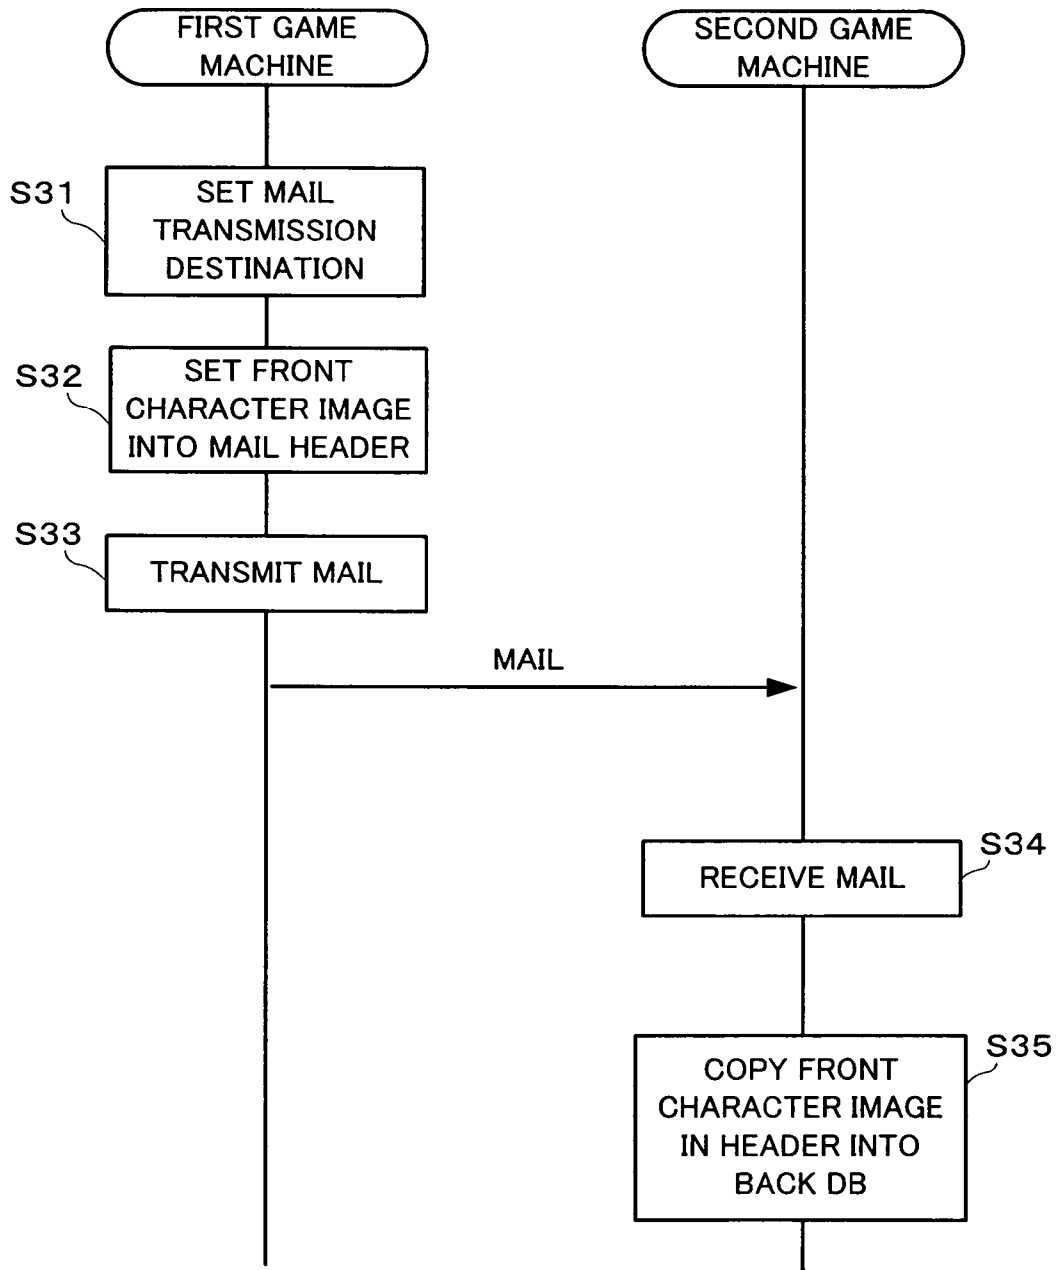 FIRST GAME
MACHINE
SECOND GAME
MACHINE
S31
SET MAIL
TRANSMISSION
DESTINATION
S32
SET FRONT
CHARACTER IMAGE
INTO MAIL HEADER
S33
TRANSMIT MAIL
MAIL
S34
RECEIVE MAIL
S35
COPY FRONT
CHARACTER IMAGE
IN HEADER INTO
BACK DB